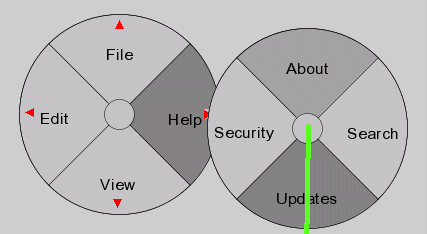 File
Edit
Help
View
About
Security
Search
Updates